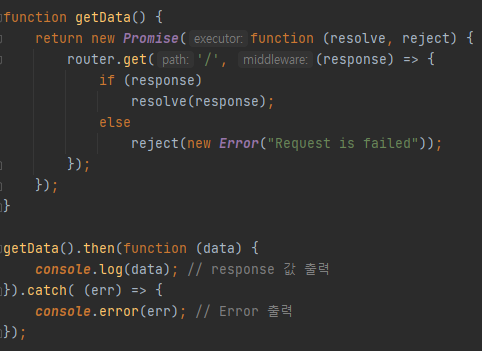 function getData() {
return new Promise( executor: function (resolve, reject) {
router.get( path: '/', middleware: (response) => {
if (response)
resolve(response);
else
reject(new Error("Request is failed"));
});
});
}
getData().then(function (data) {
console.log(data); // response 값 출력
}).catch( (err) => {
console.error(err); // Error 출력
});